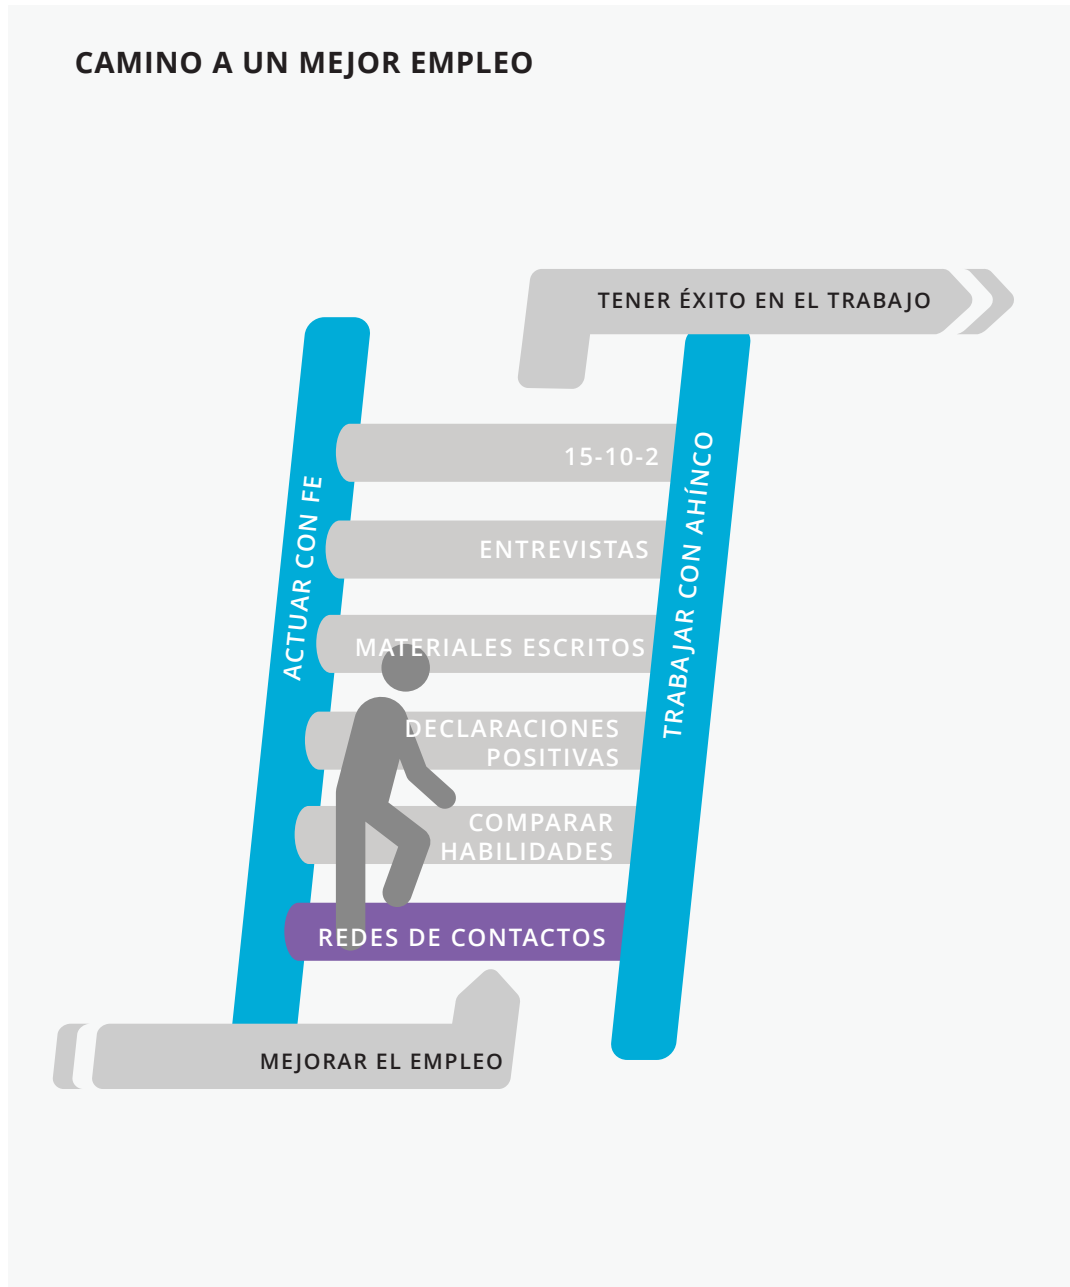 CAMINO A UN MEJOR EMPLEO
TENER ÉXITO EN EL TRABAJO
ACTUAR CON FE
TRABAJAR CON AHÍNCO
15-10-2
ENTREVISTAS
MATERIALES ESCRITOS
DECLARACIONES
POSITIVAS
COMPARAR
HABILIDADES
REDES DE CONTACTOS
MEJORAR EL EMPLEO